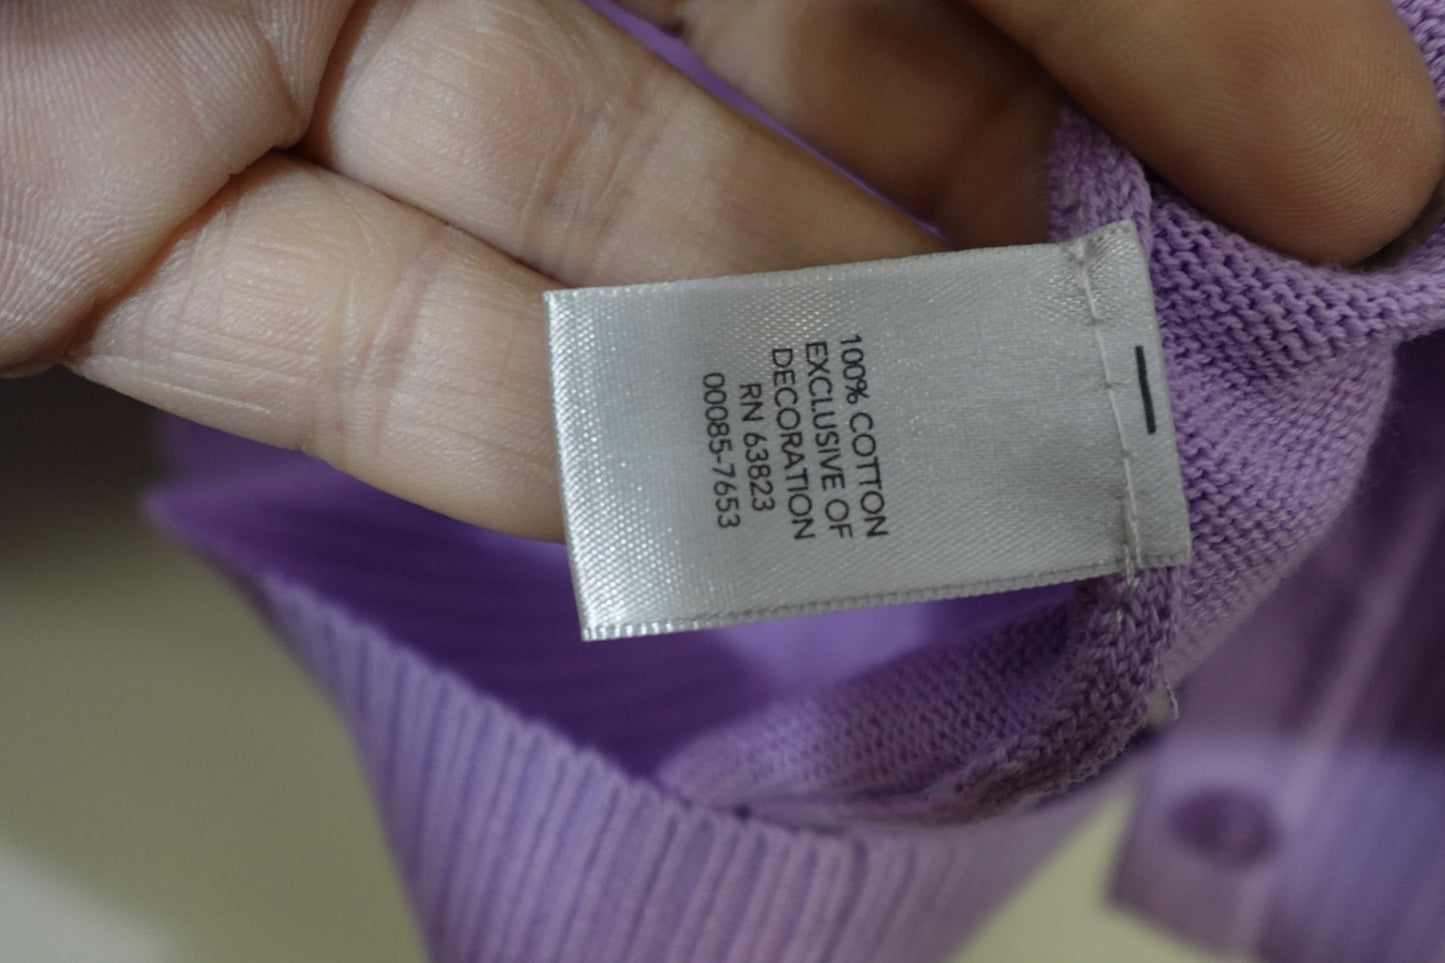 100% COTTON
EXCLUSIVE OF
DECORATION
RN 63823
00085-7653